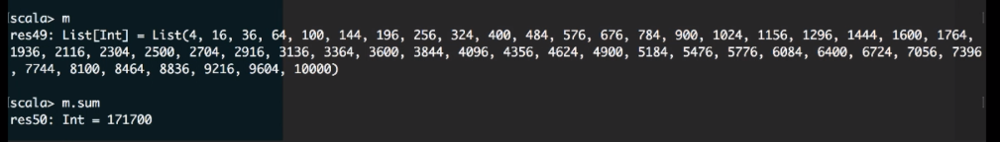 scala> m
res49: List[Int] = List(4, 16, 36, 64, 100, 144, 196, 256, 324, 400, 484, 576, 676, 784, 900, 1024, 1156, 1296, 1444, 1600, 1764,
1936, 2116, 2304, 2500, 2704, 2916, 3136, 3364, 3600, 3844, 4096, 4356, 4624, 4900, 5184, 5476, 5776, 6084, 6400, 6724, 7056, 7396
, 7744, 8100, 8464, 8836, 9216, 9604, 10000)
scala> m.sum
res50: Int = 171700